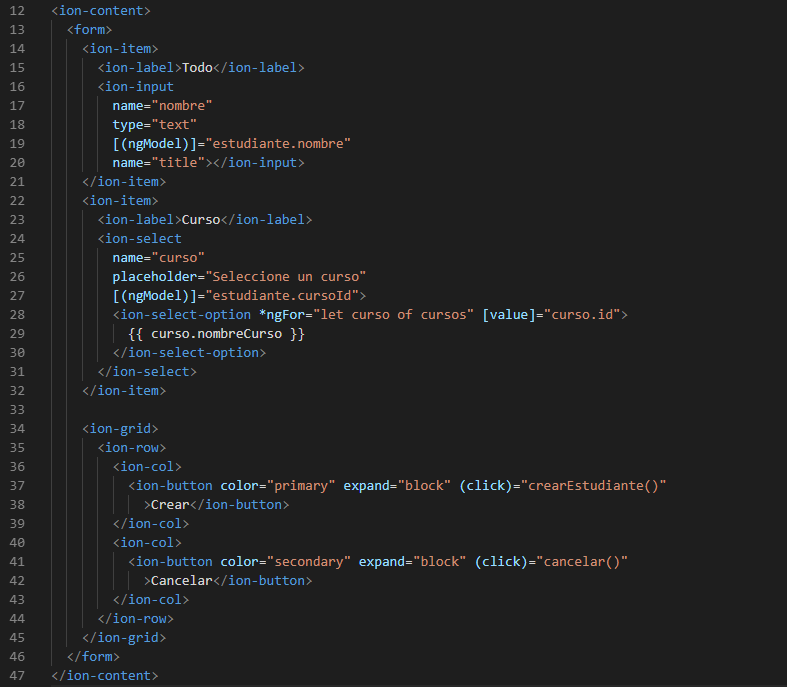 12 <ion-content>
13 <form>
14 <ion-item>
15 <ion-label>Todo</ion-label>
16 <ion-input
17 name="nombre"
18 type="text"
19 [(ngModel)]="estudiante.nombre"
20 name="title"></ion-input>
21 </ion-item>
22 <ion-item>
23 <ion-label>Curso</ion-label>
24 <ion-select
25 name="curso"
26 placeholder="Seleccione un curso"
27 [(ngModel)]="estudiante.cursoId">
28 <ion-select-option *ngFor="let curso of cursos" [value]="curso.id">
29 {{ curso.nombreCurso }}
30 </ion-select-option>
31 </ion-select>
32 </ion-item>
33
34 <ion-grid>
35 <ion-row>
36 <ion-col>
37 <ion-button color="primary" expand="block" (click)="crearEstudiante()"
38 >Crear</ion-button>
39 </ion-col>
40 <ion-col>
41 <ion-button color="secondary" expand="block" (click)="cancelar()"
42 >Cancelar</ion-button>
43 </ion-col>
44 </ion-row>
45 </ion-grid>
46 </form>
47 </ion-content>